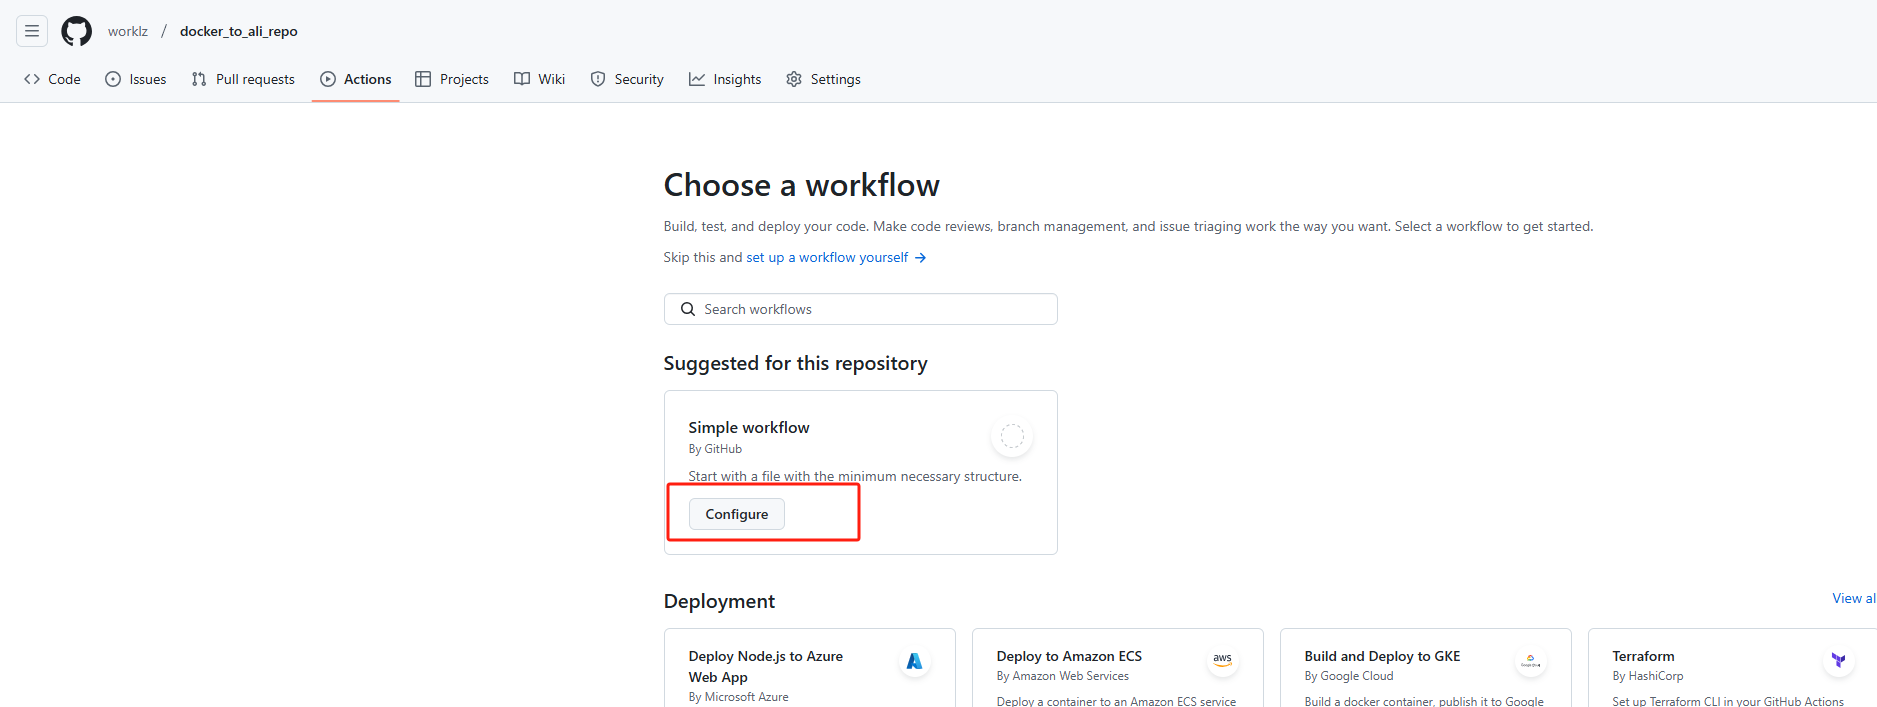 worklz / docker_to_ali_repo
Code Issues Pull requests Actions Projects Wiki Security Insights Settings
Choose a workflow
Build, test, and deploy your code. Make code reviews, branch management, and issue triaging work the way you want. Select a workflow to get started.
Skip this and set up a workflow yourself →
Search workflows
Suggested for this repository
Simple workflow
By GitHub
Start with a file with the minimum necessary structure.
Configure
Deployment
View al
Deploy Node.js to Azure
Web App
By Microsoft Azure
Deploy to Amazon ECS
By Amazon Web Services
Deploy a container to an Amazon ECS service
aws
Build and Deploy to GKE
By Google Cloud
Build a docker container, publish it to Google
Terraform
By HashiCorp
Set up Terraform CLI in your GitHub Actions